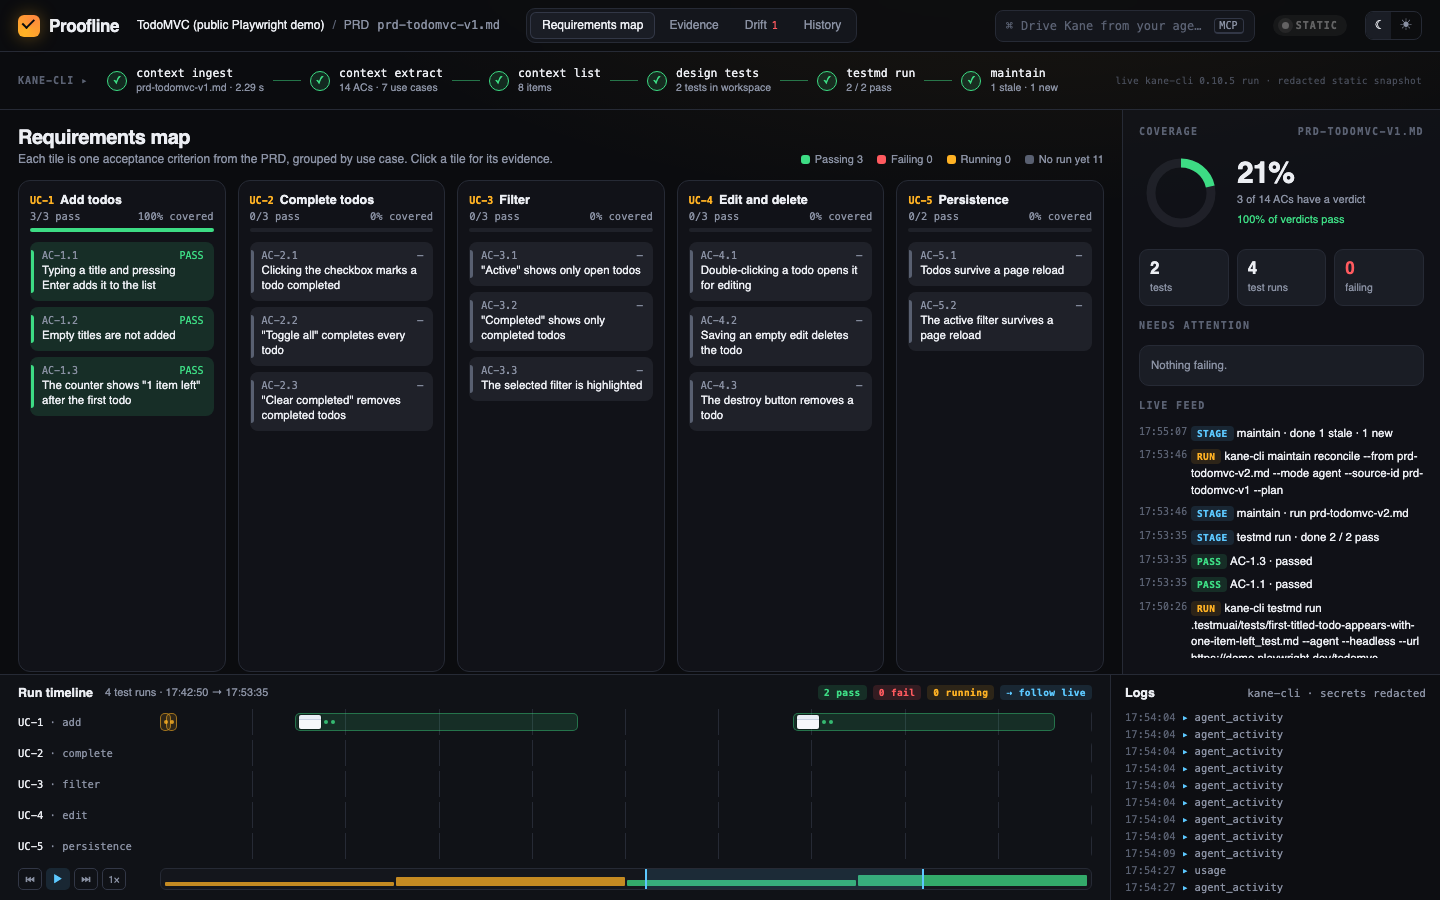 Proofline TodoMVC (public Playwright demo) / PRD prd-todomvc-v1.md Requirements map Evidence Drift 1 History ⌘ Drive Kane from your age… MCP STATIC
KANE-CLI ▸
context ingest
prd-todomvc-v1.md · 2.29 s
context extract
14 ACs · 7 use cases
context list
8 items
design tests
2 tests in workspace
testmd run
2 / 2 pass
maintain
1 stale · 1 new
live kane-cli 0.10.5 run · redacted static snapshot
Requirements map
Each tile is one acceptance criterion from the PRD, grouped by use case. Click a tile for its evidence.
Passing 3 Failing 0 Running 0 No run yet 11
UC-1 Add todos
3/3 pass 100% covered
AC-1.1 PASS
Typing a title and pressing
Enter adds it to the list
AC-1.2 PASS
Empty titles are not added
AC-1.3 PASS
The counter shows "1 item left"
after the first todo
UC-2 Complete todos
0/3 pass 0% covered
AC-2.1 –
Clicking the checkbox marks a
todo completed
AC-2.2 –
"Toggle all" completes every
todo
AC-2.3 –
"Clear completed" removes
completed todos
UC-3 Filter
0/3 pass 0% covered
AC-3.1 –
"Active" shows only open todos
AC-3.2 –
"Completed" shows only
completed todos
AC-3.3 –
The selected filter is highlighted
UC-4 Edit and delete
0/3 pass 0% covered
AC-4.1 –
Double-clicking a todo opens it
for editing
AC-4.2 –
Saving an empty edit deletes
the todo
AC-4.3 –
The destroy button removes a
todo
UC-5 Persistence
0/2 pass 0% covered
AC-5.1 –
Todos survive a page reload
AC-5.2 –
The active filter survives a
page reload
COVERAGE PRD-TODOMVC-V1.MD
21%
3 of 14 ACs have a verdict
100% of verdicts pass
2
tests
4
test runs
0
failing
NEEDS ATTENTION
Nothing failing.
LIVE FEED
17:55:07 STAGE maintain · done 1 stale · 1 new
17:53:46 RUN kane-cli maintain reconcile --from prd-
todomvc-v2.md --mode agent --source-id prd-
todomvc-v1 --plan
17:53:46 STAGE maintain · run prd-todomvc-v2.md
17:53:35 STAGE testmd run · done 2 / 2 pass
17:53:35 PASS AC-1.3 · passed
17:53:35 PASS AC-1.1 · passed
17:50:26 RUN kane-cli testmd run
.testmuai/tests/first-titled-todo-appears-with-
one-item-left_test.md --agent --headless --url
https://demo.playwright.dev/todomvc
Run timeline 4 test runs · 17:42:50 → 17:53:35 2 pass 0 fail 0 running → follow live
UC-1 · add
UC-2 · complete
UC-3 · filter
UC-4 · edit
UC-5 · persistence
1x
Logs kane-cli · secrets redacted
17:54:04 ▸ agent_activity
17:54:04 ▸ agent_activity
17:54:04 ▸ agent_activity
17:54:04 ▸ agent_activity
17:54:04 ▸ agent_activity
17:54:04 ▸ agent_activity
17:54:04 ▸ agent_activity
17:54:04 ▸ agent_activity
17:54:09 ▸ agent_activity
17:54:27 ▸ usage
17:54:27 ▸ agent_activity